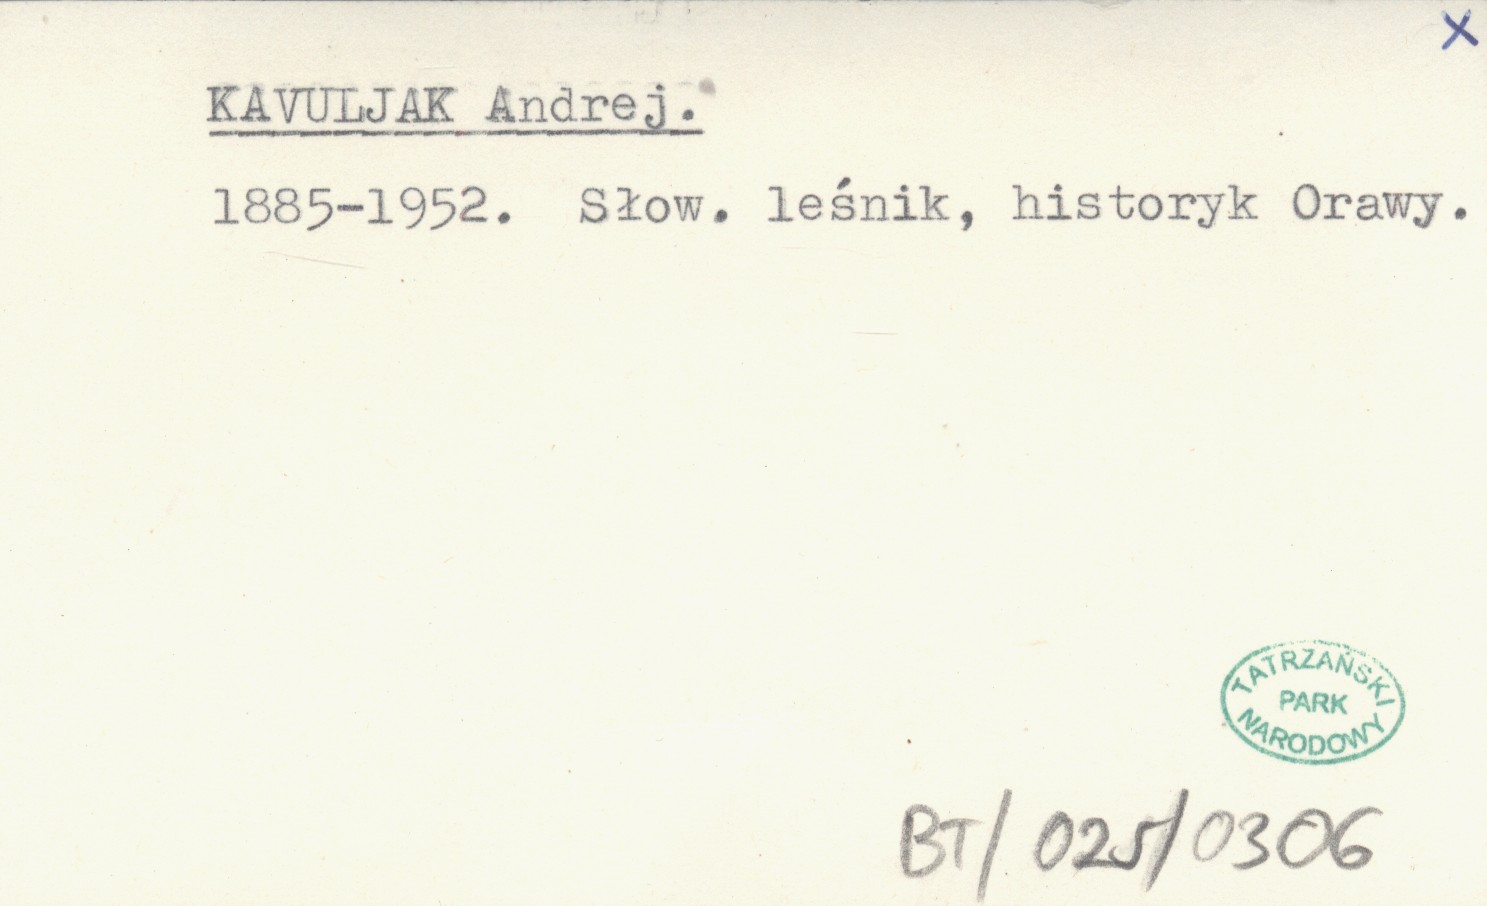 x
KAVULJAK Andrej.
1885-1952. Słow. leśnik, historyk Orawy.
TATRZAŃSKI
PARK
NARODOWY
BT/025/0306